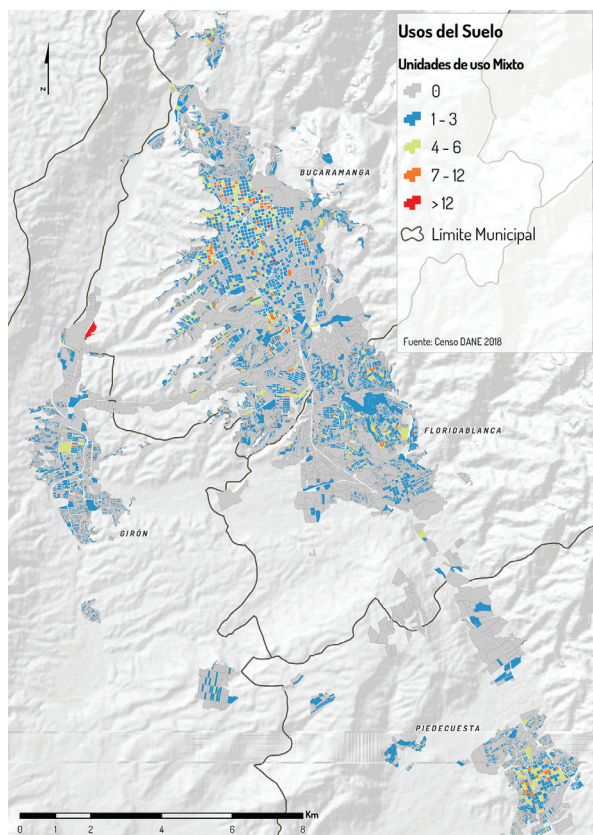 Usos del Suelo
Unidades de uso Mixto
0
1 - 3
4 - 6
7 - 12
>12
Límite Municipal
Fuente: Censo DANE 2018
N
BUCARAMANGA
FLORIDABLANCA
GIRÓN
PIEDECUESTA
Km
0 1 2 4 6 8